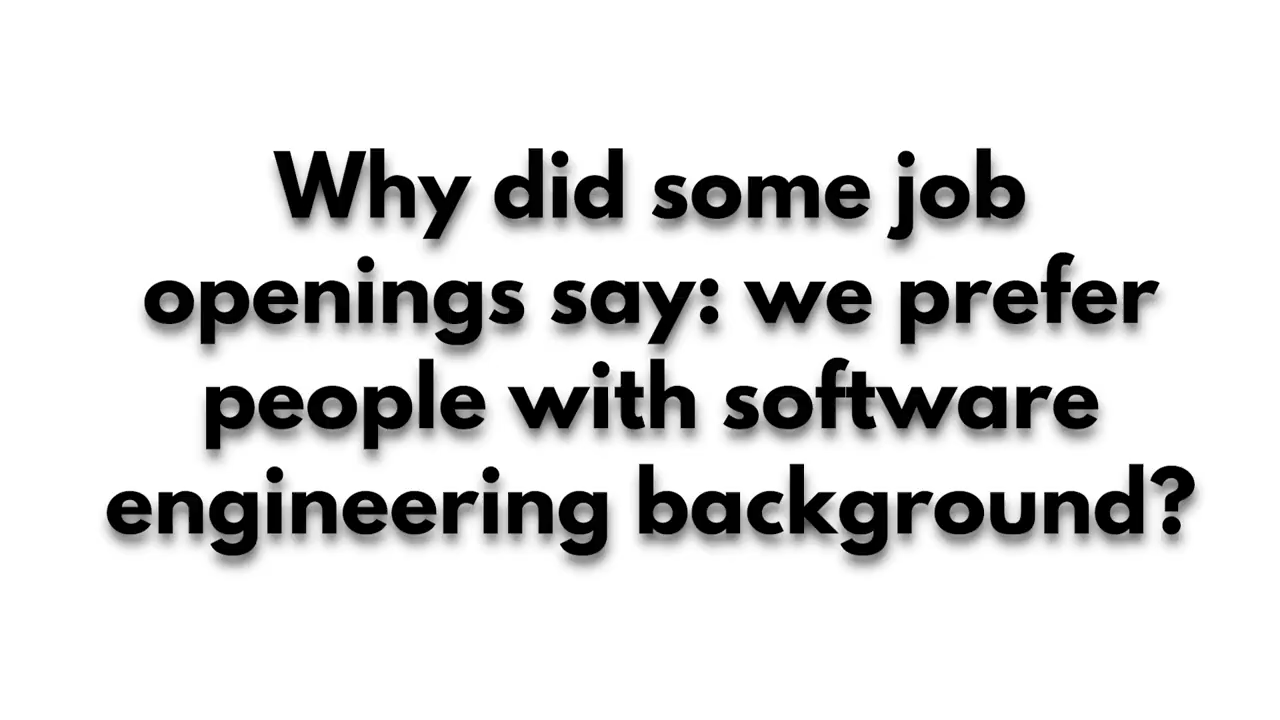 Why did some job
openings say: we prefer
people with software
engineering background?